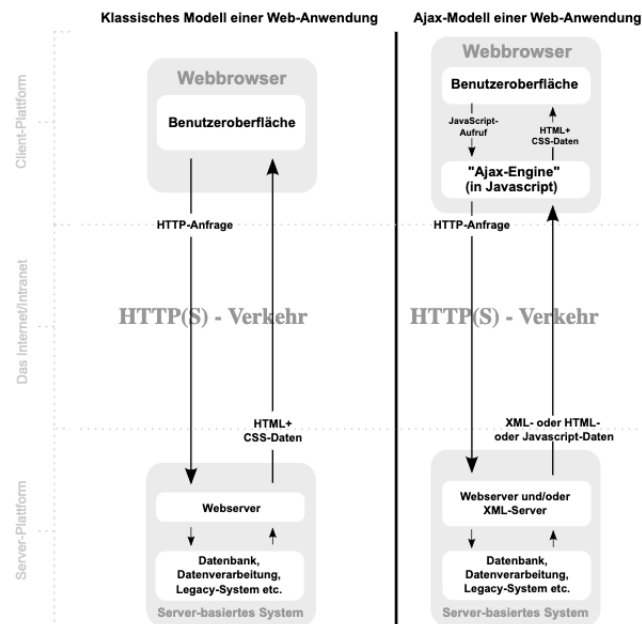 Klassisches Modell einer Web-Anwendung
Webbrowser
Benutzeroberfläche
HTTP-Anfrage
HTTP(S) - Verkehr
HTML+
CSS-Daten
Webserver
Datenbank,
Datenverarbeitung,
Legacy-System etc.
Server-basiertes System
Ajax-Modell einer Web-Anwendung
Webbrowser
Benutzeroberfläche
JavaScript-
Aufruf
HTML+
CSS-Daten
"Ajax-Engine"
(in Javascript)
HTTP-Anfrage
HTTP(S) - Verkehr
XML- oder HTML-
oder Javascript-Daten
Webserver und/oder
XML-Server
Datenbank,
Datenverarbeitung,
Legacy-System etc.
Server-basiertes System
Client-Plattform
Das Internet/Intranet
Server-Plattform